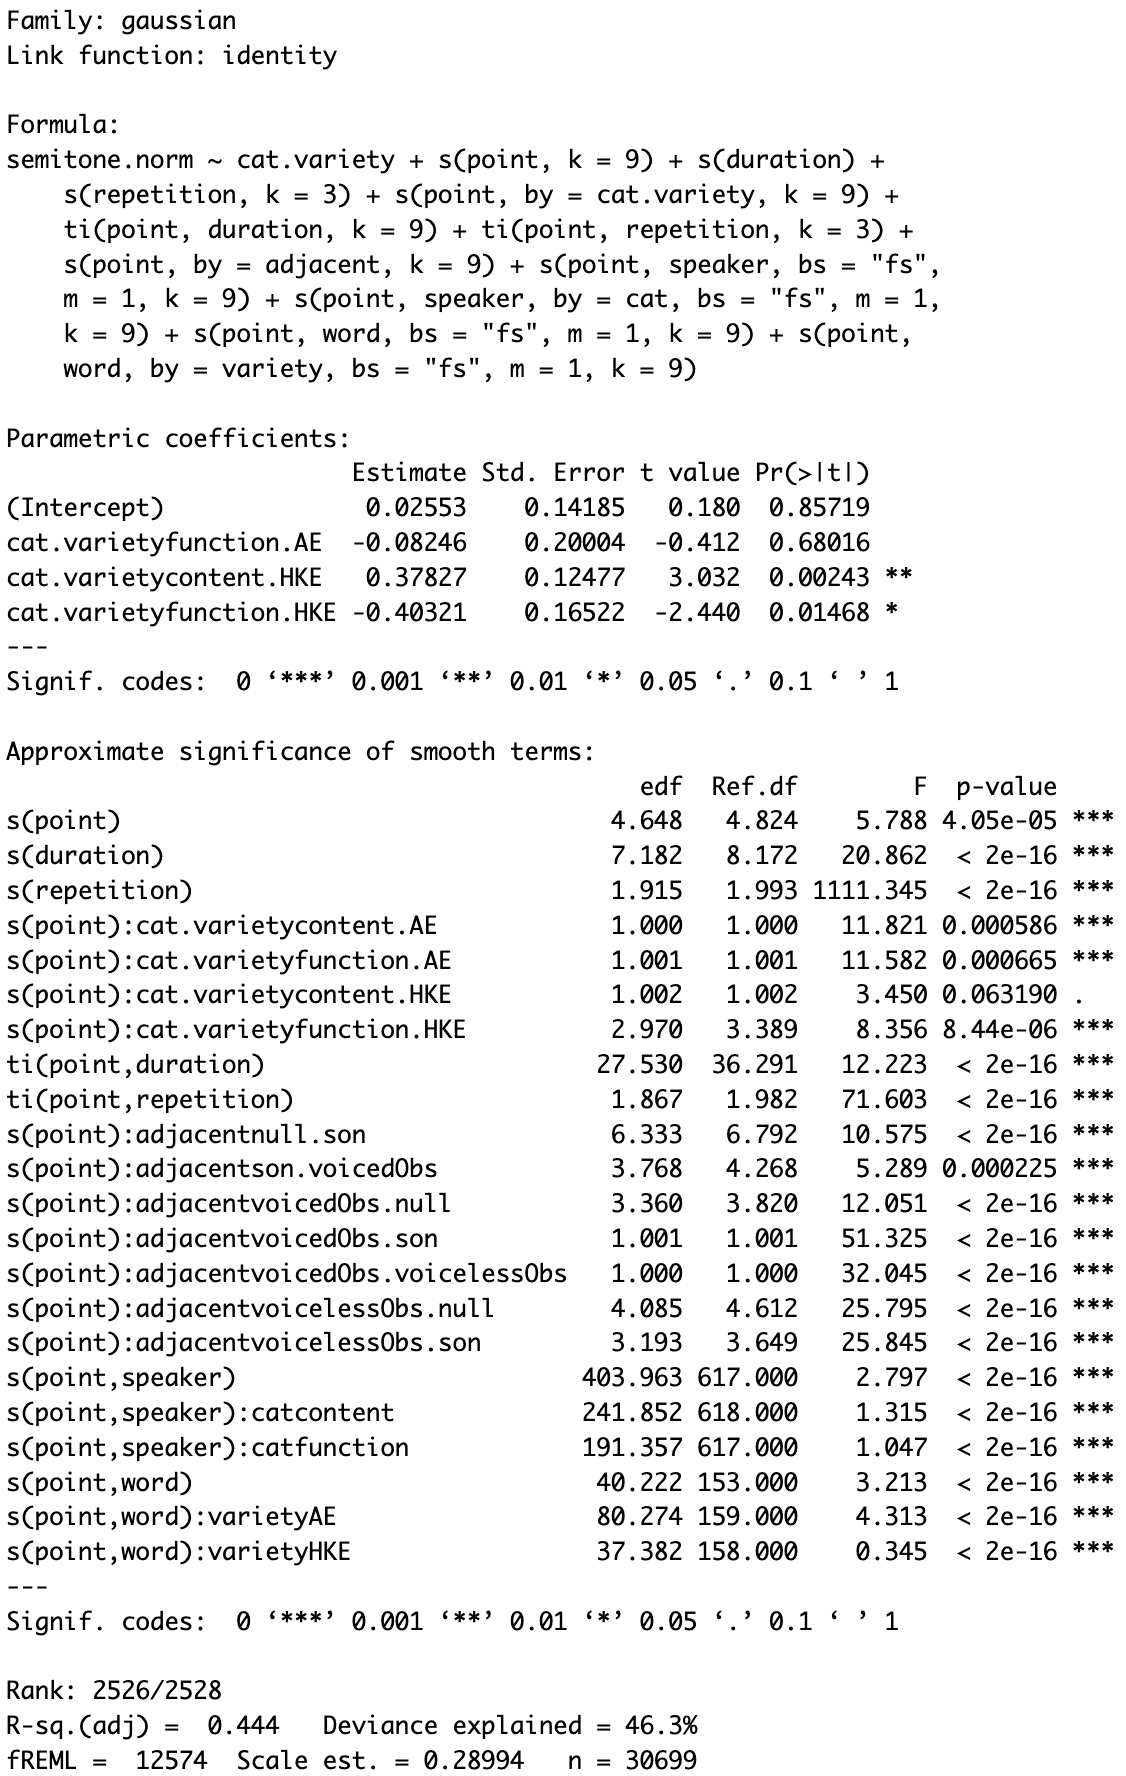 Family: gaussian
Link function: identity

Formula:
semitone.norm ~ cat.variety + s(point, k = 9) + s(duration) +
    s(repetition, k = 3) + s(point, by = cat.variety, k = 9) +
    ti(point, duration, k = 9) + ti(point, repetition, k = 3) +
    s(point, by = adjacent, k = 9) + s(point, speaker, bs = "fs",
    m = 1, k = 9) + s(point, speaker, by = cat, bs = "fs", m = 1,
    k = 9) + s(point, word, bs = "fs", m = 1, k = 9) + s(point,
    word, by = variety, bs = "fs", m = 1, k = 9)

Parametric coefficients:
                        Estimate Std. Error t value Pr(>|t|)
(Intercept)              0.02553    0.14185   0.180  0.85719
cat.varietyfunction.AE  -0.08246    0.20004  -0.412  0.68016
cat.varietycontent.HKE   0.37827    0.12477   3.032  0.00243 **
cat.varietyfunction.HKE -0.40321    0.16522  -2.440  0.01468 *
---
Signif. codes:  0 ‘***’ 0.001 ‘**’ 0.01 ‘*’ 0.05 ‘.’ 0.1 ‘ ’ 1

Approximate significance of smooth terms:
                                            edf  Ref.df        F  p-value
s(point)                                  4.648   4.824    5.788 4.05e-05 ***
s(duration)                               7.182   8.172   20.862  < 2e-16 ***
s(repetition)                             1.915   1.993 1111.345  < 2e-16 ***
s(point):cat.varietycontent.AE            1.000   1.000   11.821 0.000586 ***
s(point):cat.varietyfunction.AE           1.001   1.001   11.582 0.000665 ***
s(point):cat.varietycontent.HKE           1.002   1.002    3.450 0.063190 .
s(point):cat.varietyfunction.HKE          2.970   3.389    8.356 8.44e-06 ***
ti(point,duration)                       27.530  36.291   12.223  < 2e-16 ***
ti(point,repetition)                      1.867   1.982   71.603  < 2e-16 ***
s(point):adjacentnull.son                 6.333   6.792   10.575  < 2e-16 ***
s(point):adjacentson.voicedObs            3.768   4.268    5.289 0.000225 ***
s(point):adjacentvoicedObs.null           3.360   3.820   12.051  < 2e-16 ***
s(point):adjacentvoicedObs.son            1.001   1.001   51.325  < 2e-16 ***
s(point):adjacentvoicedObs.voicelessObs   1.000   1.000   32.045  < 2e-16 ***
s(point):adjacentvoicelessObs.null        4.085   4.612   25.795  < 2e-16 ***
s(point):adjacentvoicelessObs.son         3.193   3.649   25.845  < 2e-16 ***
s(point,speaker)                        403.963 617.000    2.797  < 2e-16 ***
s(point,speaker):catcontent             241.852 618.000    1.315  < 2e-16 ***
s(point,speaker):catfunction            191.357 617.000    1.047  < 2e-16 ***
s(point,word)                            40.222 153.000    3.213  < 2e-16 ***
s(point,word):varietyAE                  80.274 159.000    4.313  < 2e-16 ***
s(point,word):varietyHKE                 37.382 158.000    0.345  < 2e-16 ***
---
Signif. codes:  0 ‘***’ 0.001 ‘**’ 0.01 ‘*’ 0.05 ‘.’ 0.1 ‘ ’ 1

Rank: 2526/2528
R-sq.(adj) =  0.444   Deviance explained = 46.3%
fREML =  12574  Scale est. = 0.28994   n = 30699